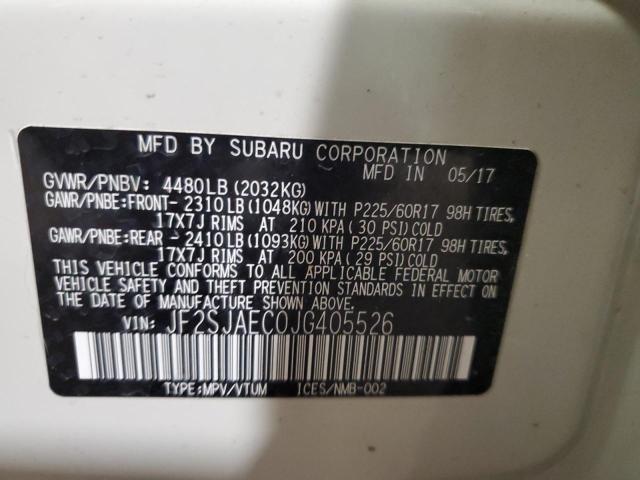 MFD BY SUBARU CORPORATION
MFD IN 05/17
GVWR/PNBV: 4480LB(2032KG)
GAWR/PNBE:FRONT- 2310LB(1048KG)WITH P225/60R17 98H TIRES,
17X7J RIMS AT 210 KPA(30 PSI)COLD
GAWR/PNBE:REAR - 2410LB(1093KG)WITH P225/60R17 98H TIRES,
17X7J RIMS AT 200 KPA(29 PSI)COLD
THIS VEHICLE CONFORMS TO ALL APPLICABLE FEDERAL MOTOR
VEHICLE SAFETY AND THEFT PREVENTION STANDARDS IN EFFECT ON THE
DATE OF MANUFACTURE SHOWN ABOVE.
VIN: JF2SJAEC0JG405526
TYPE:MPV/VTUM ICES/NMB-002